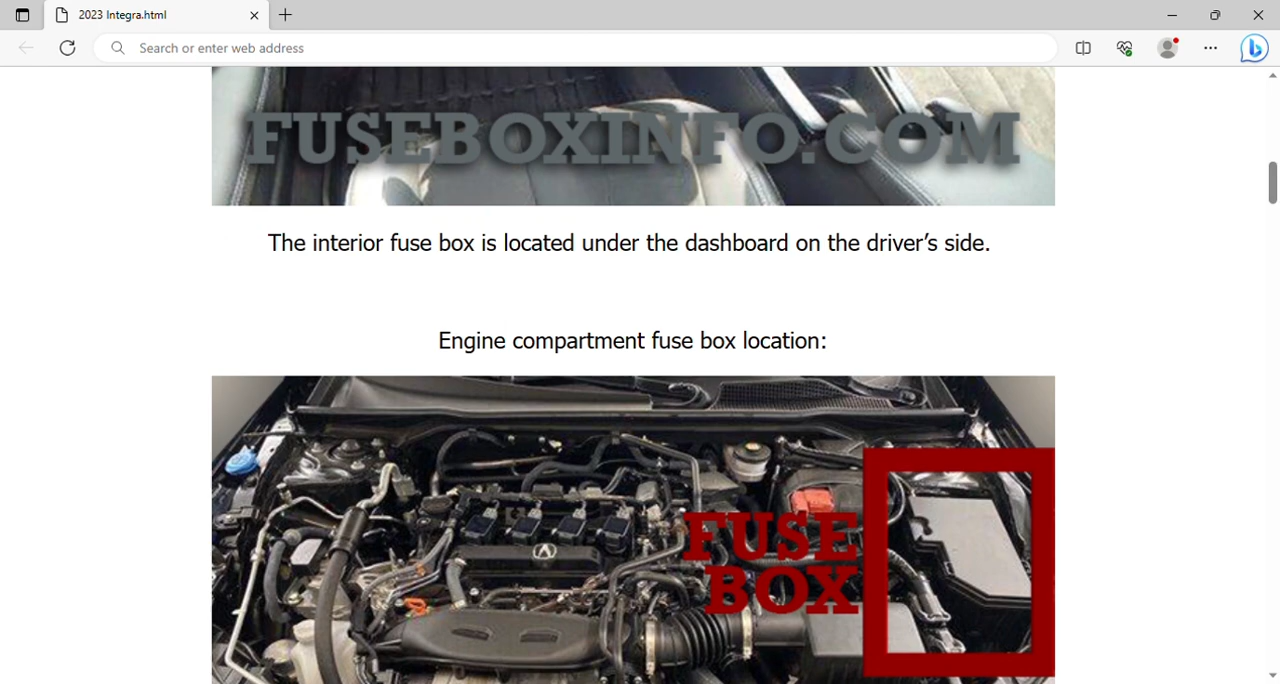 2023 Integra.html
Search or enter web address
FUSEBOXINFO.COM
The interior fuse box is located under the dashboard on the driver’s side.
Engine compartment fuse box location:
FUSE
BOX